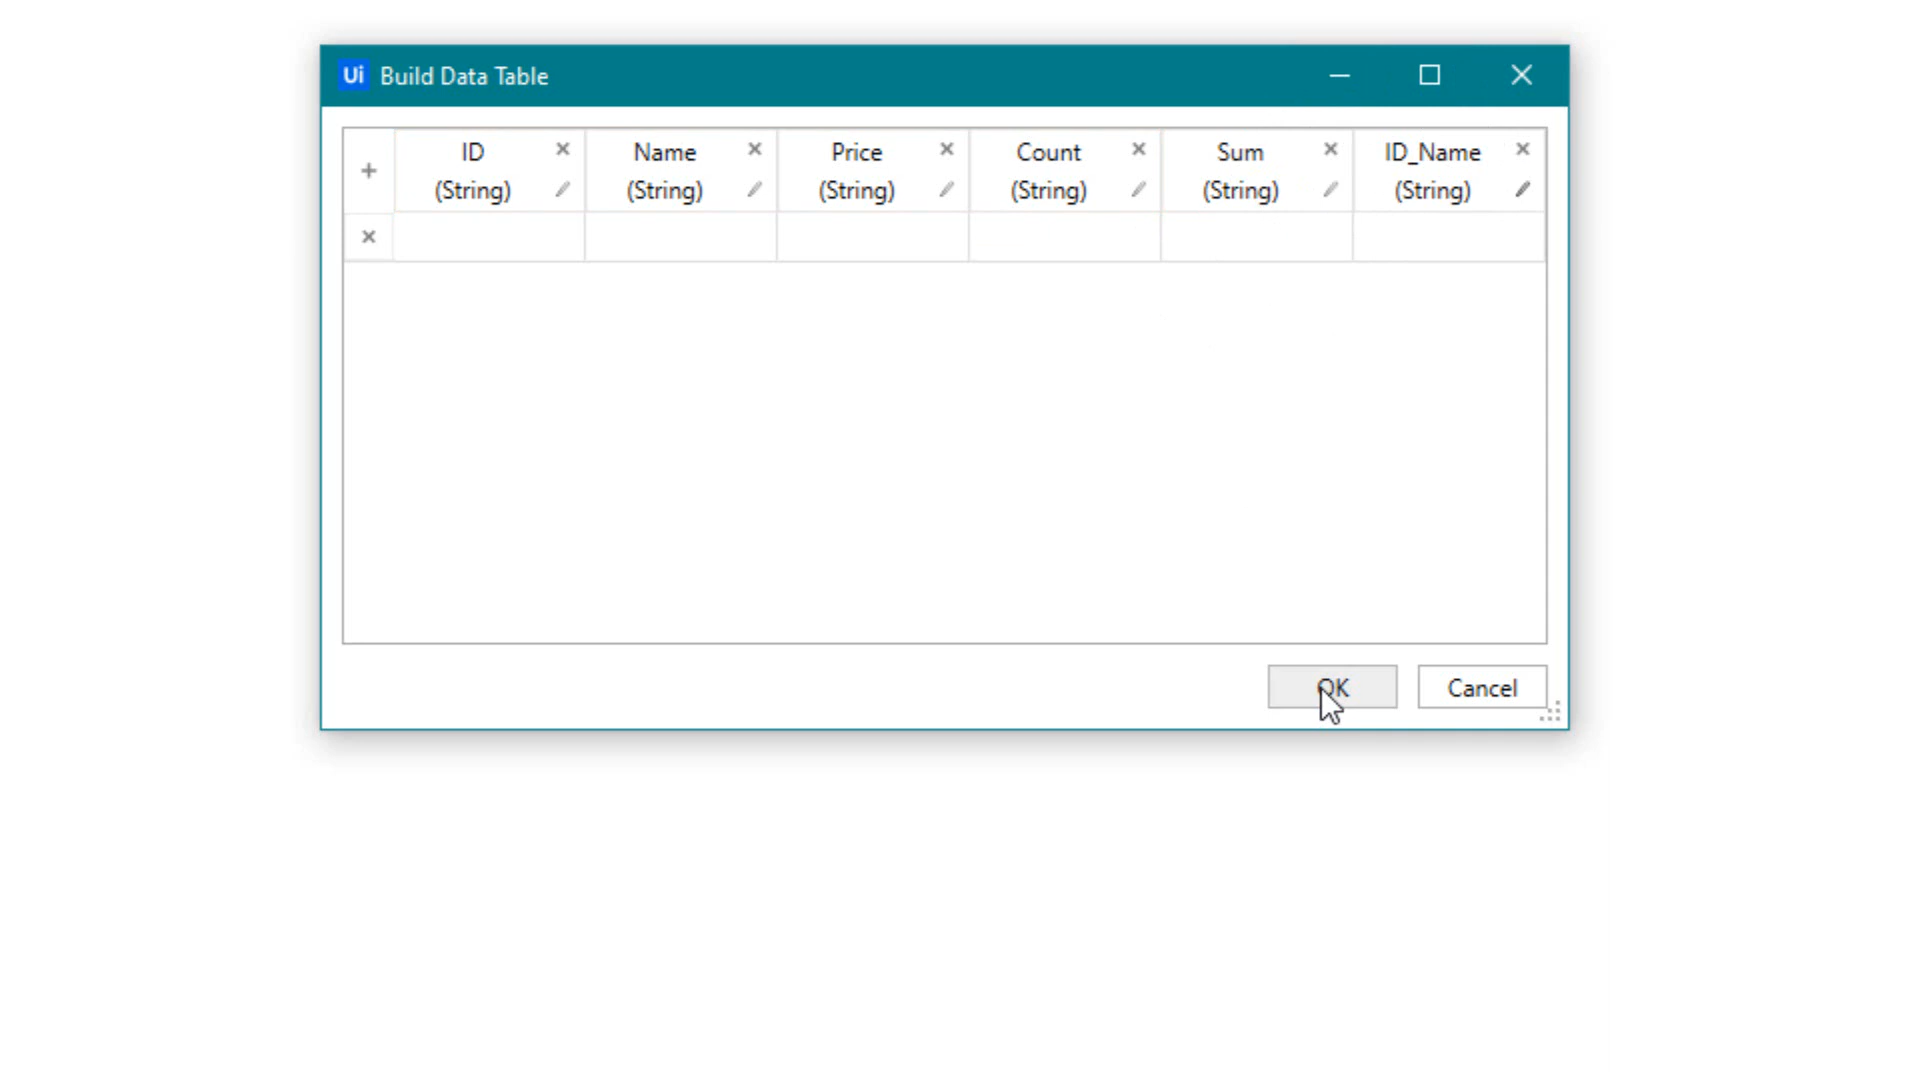 Ui Build Data Table
ID Name Price Count Sum ID_Name
(String) (String) (String) (String) (String) (String)
OK Cancel